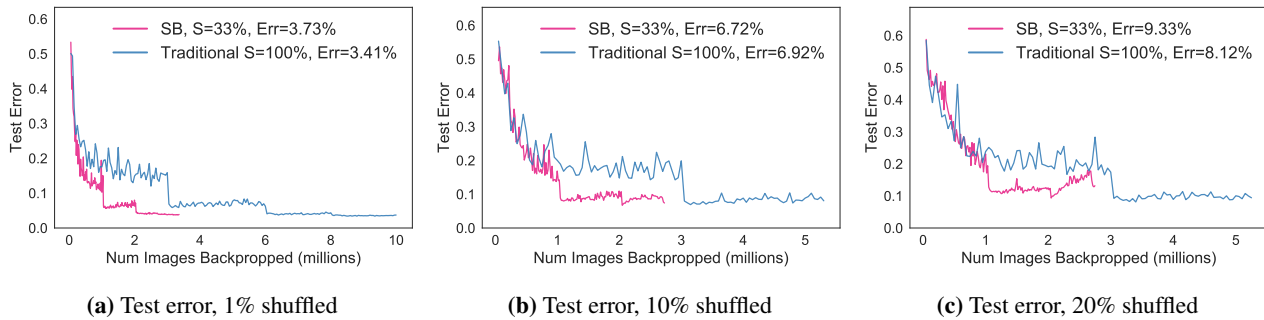 SB, S=33%, Err=3.73%
Traditional S=100%, Err=3.41%
Test Error
0.6
0.5
0.4
0.3
0.2
0.1
0.0
0 2 4 6 8 10
Num Images Backpropped (millions)
(a) Test error, 1% shuffled
SB, S=33%, Err=6.72%
Traditional S=100%, Err=6.92%
Test Error
0.6
0.5
0.4
0.3
0.2
0.1
0.0
0 1 2 3 4 5
Num Images Backpropped (millions)
(b) Test error, 10% shuffled
SB, S=33%, Err=9.33%
Traditional S=100%, Err=8.12%
Test Error
0.6
0.4
0.2
0.0
0 1 2 3 4 5
Num Images Backpropped (millions)
(c) Test error, 20% shuffled